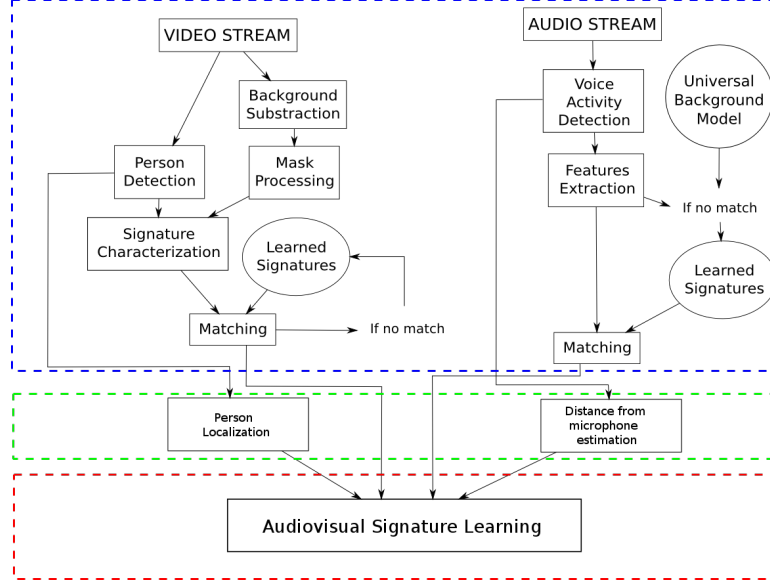 VIDEO STREAM
AUDIO STREAM
Background
Substraction
Voice
Activity
Detection
Universal
Background
Model
Person
Detection
Mask
Processing
Features
Extraction
If no match
Signature
Characterization
Learned
Signatures
Learned
Signatures
Matching
If no match
Matching
Person
Localization
Distance from
microphone
estimation
Audiovisual Signature Learning